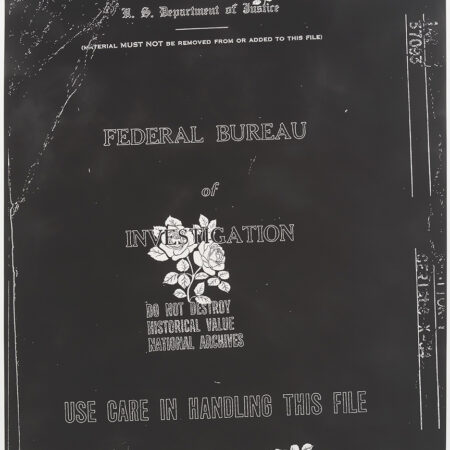 U. S. Department of Justice
(MATERIAL MUST NOT BE REMOVED FROM OR ADDED TO THIS FILE)
FEDERAL BUREAU
of
INVESTIGATION
DO NOT DESTROY
HISTORICAL VALUE
NATIONAL ARCHIVES
USE CARE IN HANDLING THIS FILE